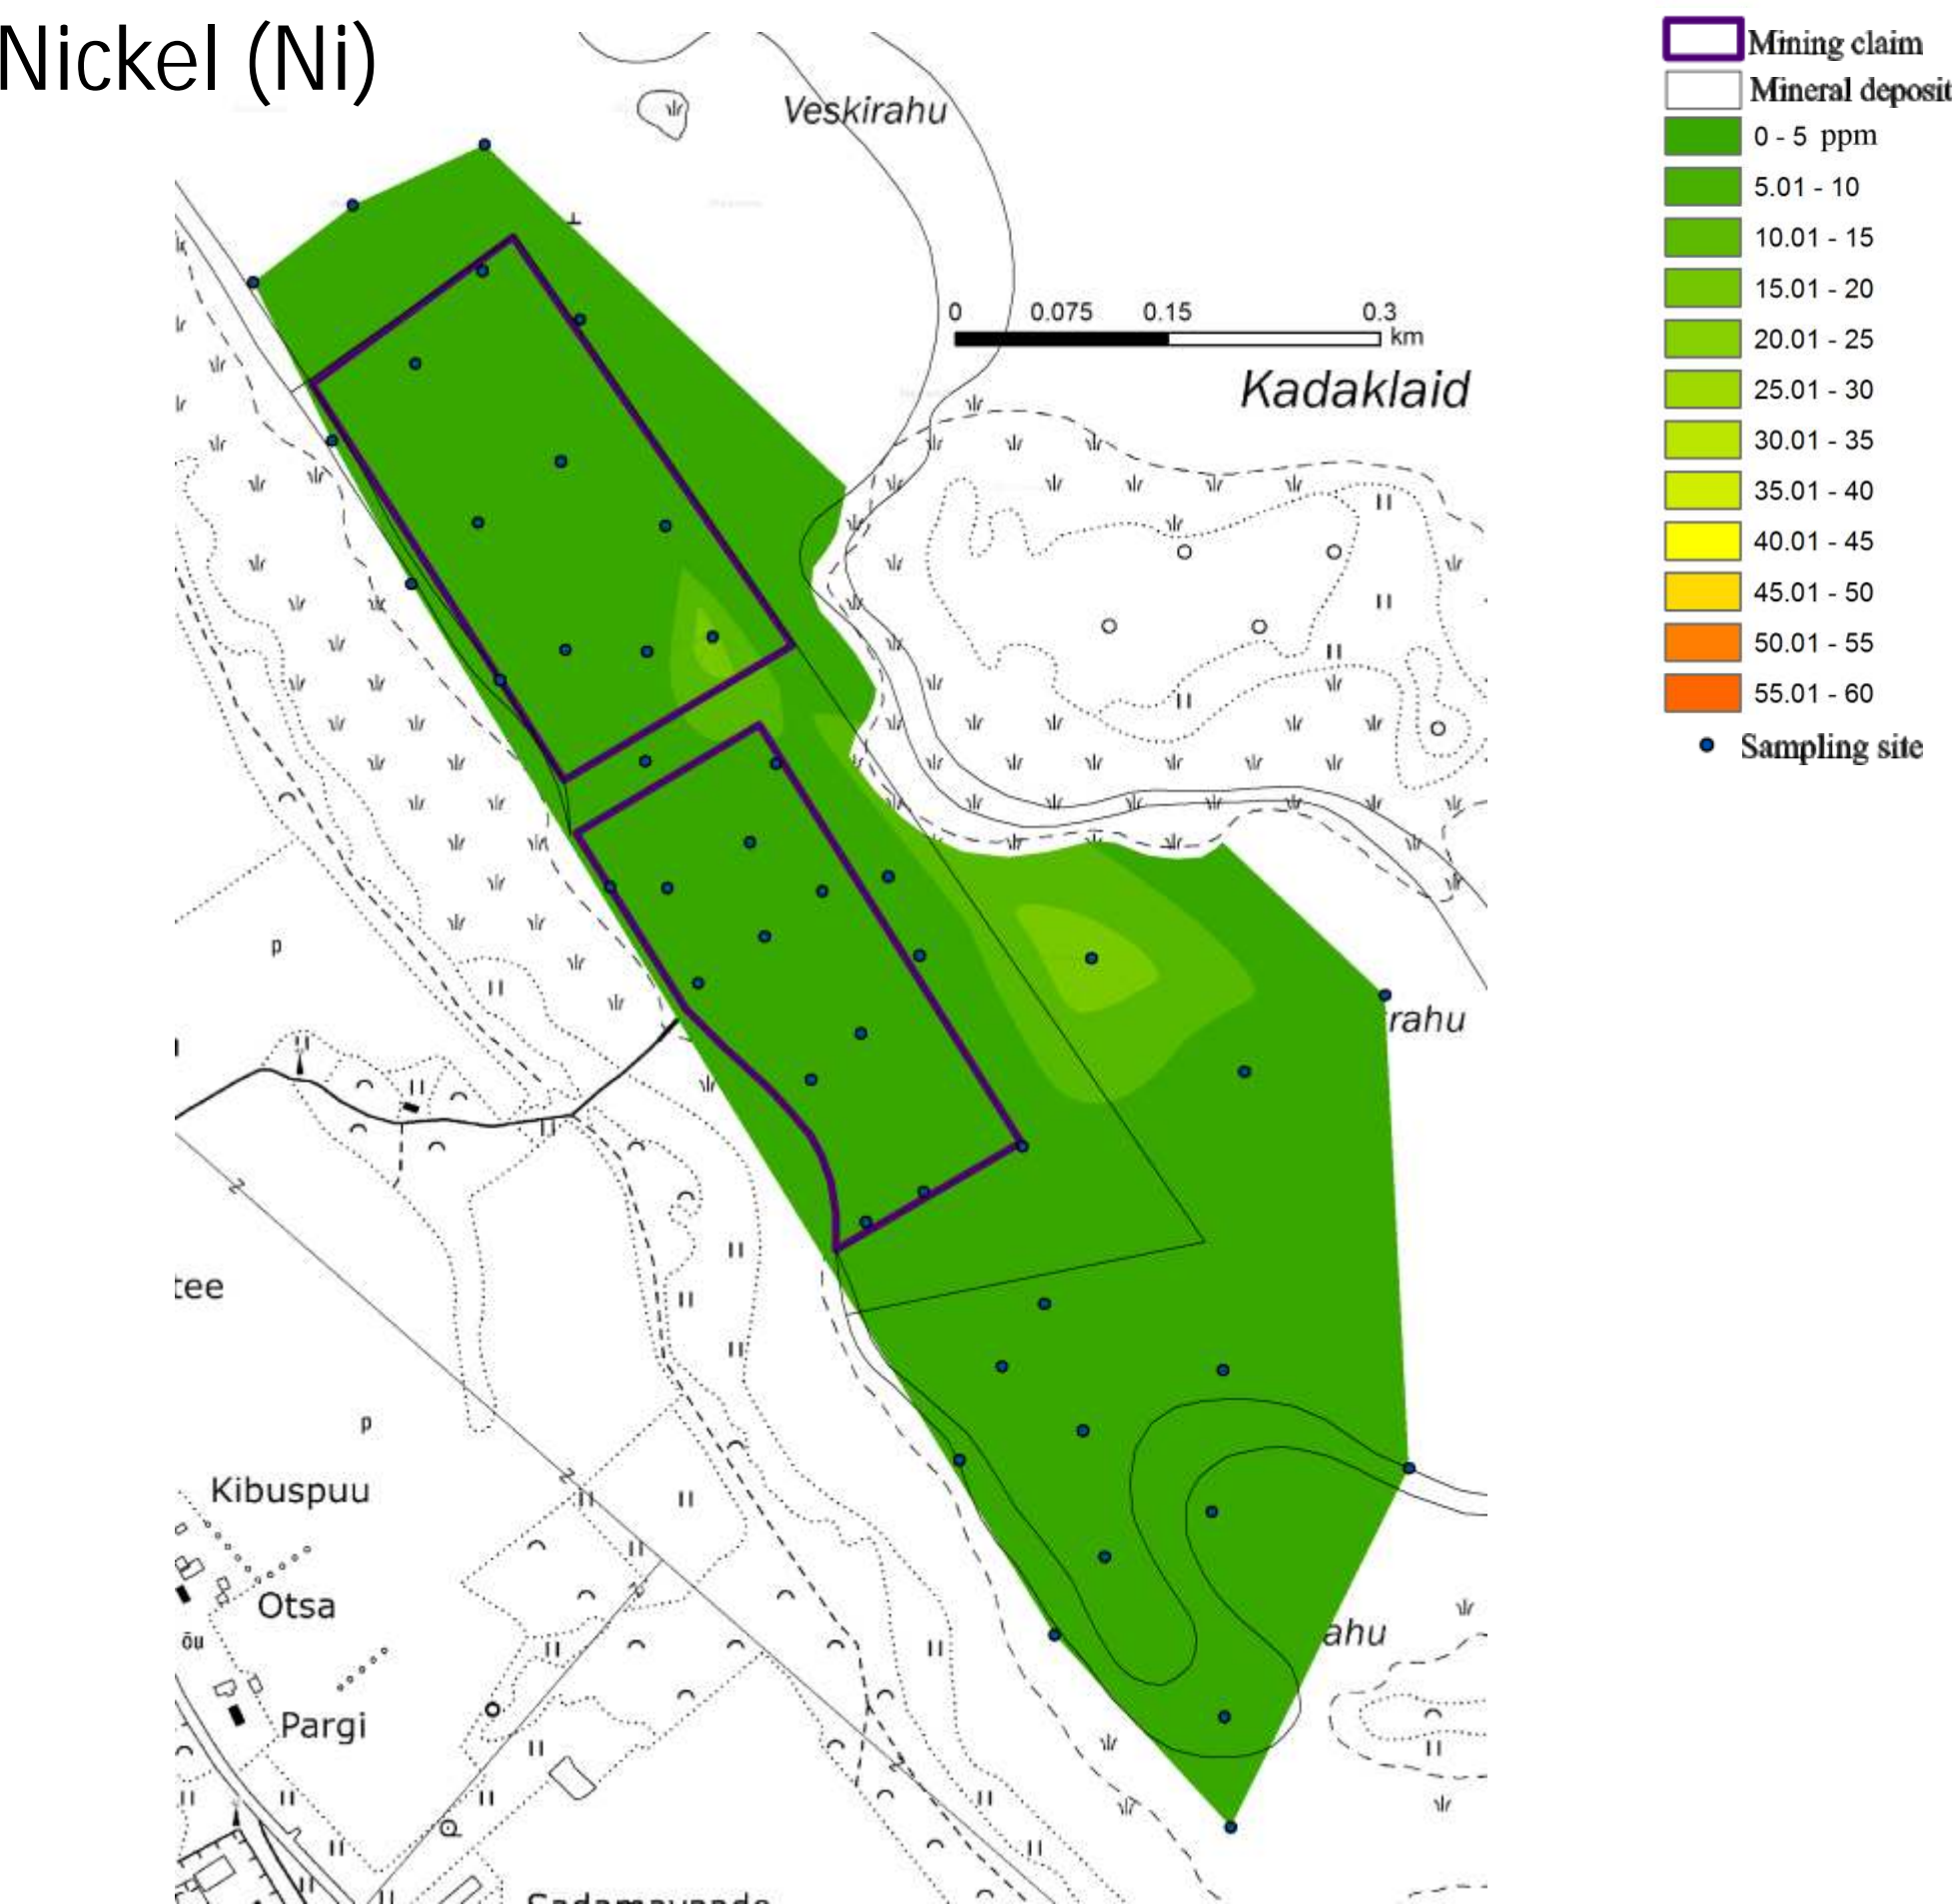 Nickel (Ni)
Veskirahu
0 0.075 0.15 0.3
km
Kadaklaid
rahu
p
tee
p
Kibuspuu
Otsa
õu
Pargi
ahu
Mining claim
Mineral deposit
0 - 5 ppm
5.01 - 10
10.01 - 15
15.01 - 20
20.01 - 25
25.01 - 30
30.01 - 35
35.01 - 40
40.01 - 45
45.01 - 50
50.01 - 55
55.01 - 60
Sampling site